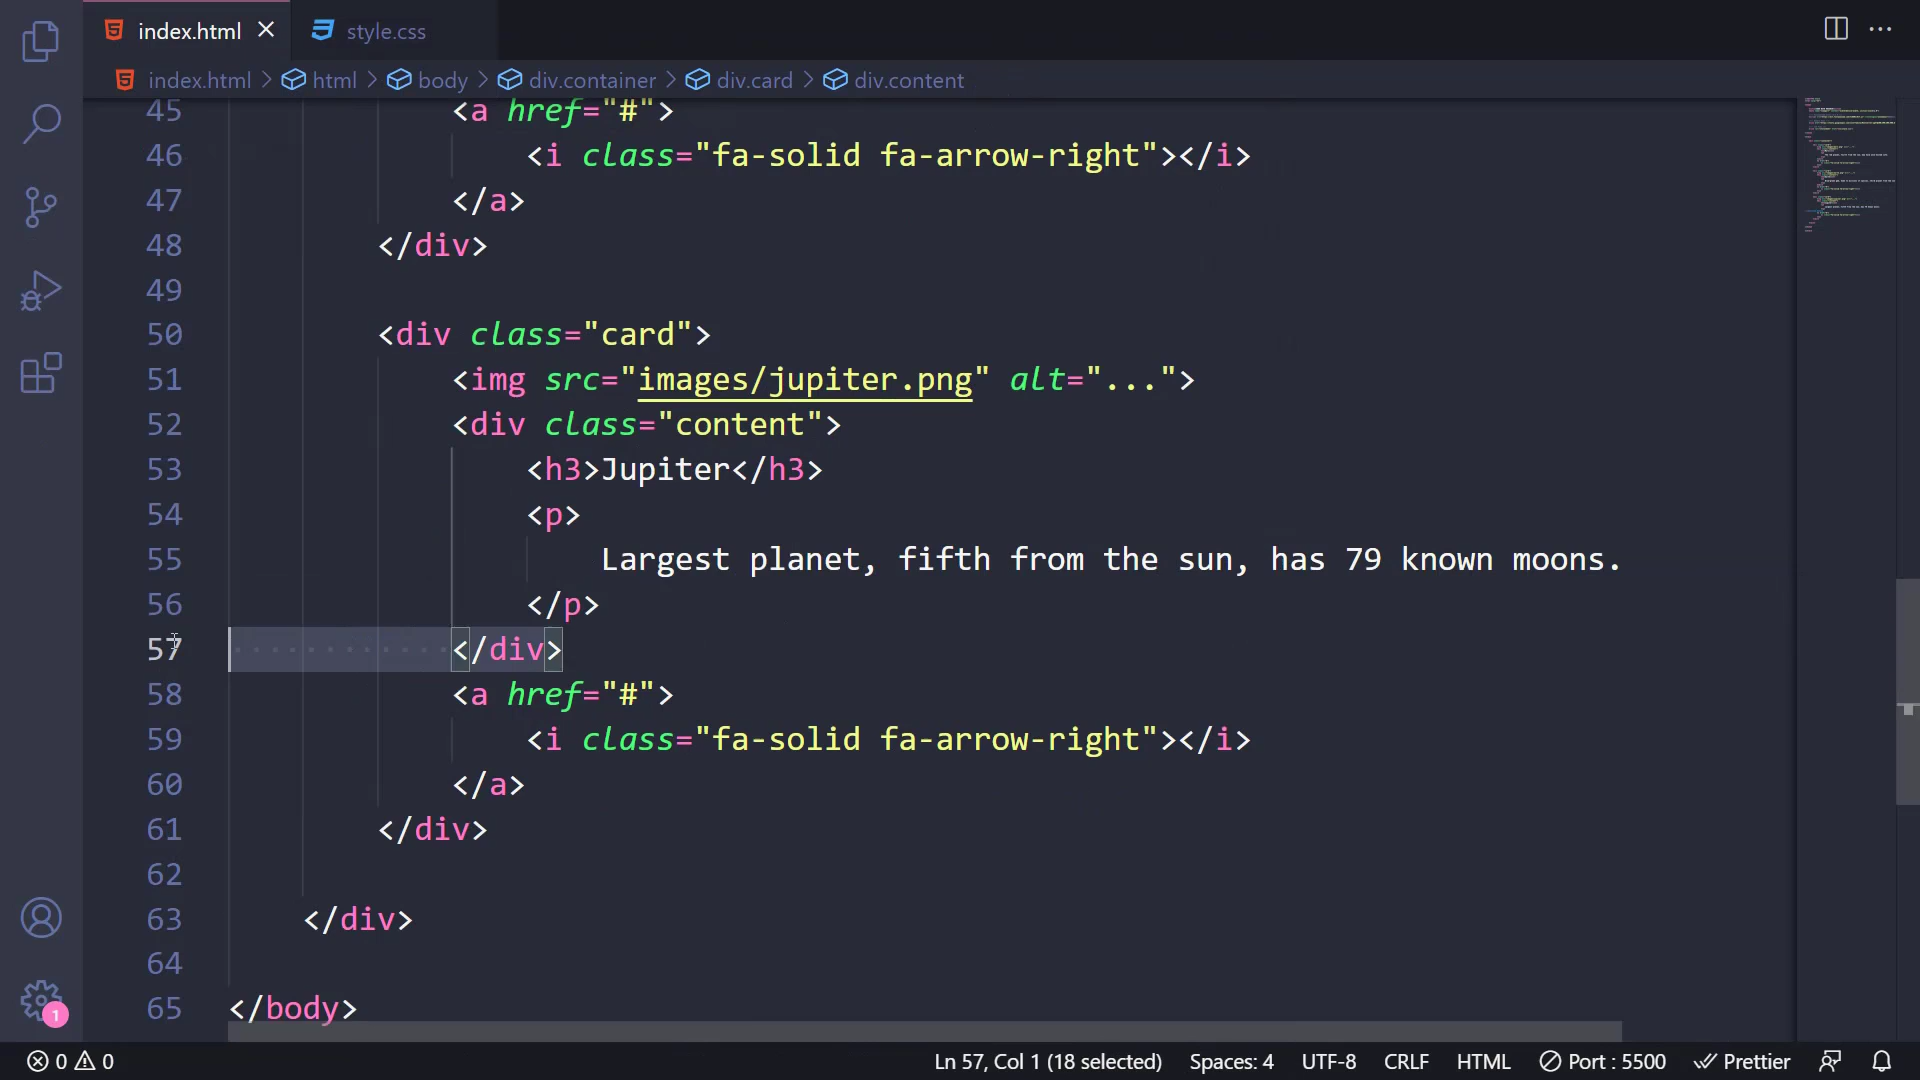 index.html
style.css
index.html > html > body > div.container > div.card > div.content
45 <a href="#">
46 <i class="fa-solid fa-arrow-right"></i>
47 </a>
48 </div>
49
50 <div class="card">
51 <img src="images/jupiter.png" alt="...">
52 <div class="content">
53 <h3>Jupiter</h3>
54 <p>
55 Largest planet, fifth from the sun, has 79 known moons.
56 </p>
57 </div>
58 <a href="#">
59 <i class="fa-solid fa-arrow-right"></i>
60 </a>
61 </div>
62
63 </div>
64
65 </body>
1
0 0 Ln 57, Col 1 (18 selected) Spaces: 4 UTF-8 CRLF HTML Port : 5500 Prettier